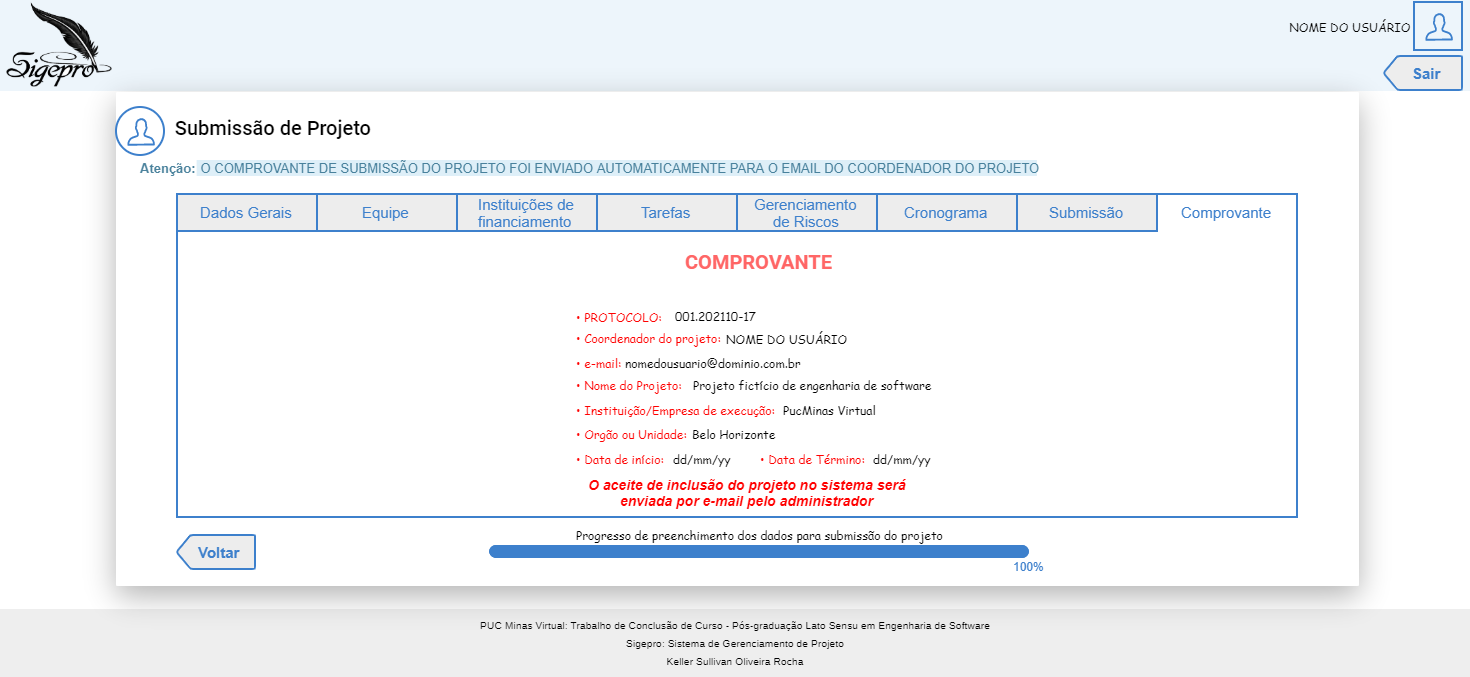 Sigepro
NOME DO USUÁRIO
Sair
Submissão de Projeto
Atenção: O COMPROVANTE DE SUBMISSÃO DO PROJETO FOI ENVIADO AUTOMATICAMENTE PARA O EMAIL DO COORDENADOR DO PROJETO
Dados Gerais
Equipe
Instituições de
financiamento
Tarefas
Gerenciamento
de Riscos
Cronograma
Submissão
Comprovante
COMPROVANTE
• PROTOCOLO: 001.202110-17
• Coordenador do projeto: NOME DO USUÁRIO
• e-mail: nomedousuario@dominio.com.br
• Nome do Projeto: Projeto fictício de engenharia de software
• Instituição/Empresa de execução: PucMinas Virtual
• Orgão ou Unidade: Belo Horizonte
• Data de início: dd/mm/yy • Data de Término: dd/mm/yy
O aceite de inclusão do projeto no sistema será
enviada por e-mail pelo administrador
Progresso de preenchimento dos dados para submissão do projeto
Voltar
100%
PUC Minas Virtual: Trabalho de Conclusão de Curso - Pós-graduação Lato Sensu em Engenharia de Software
Sigepro: Sistema de Gerenciamento de Projeto
Keller Sullivan Oliveira Rocha